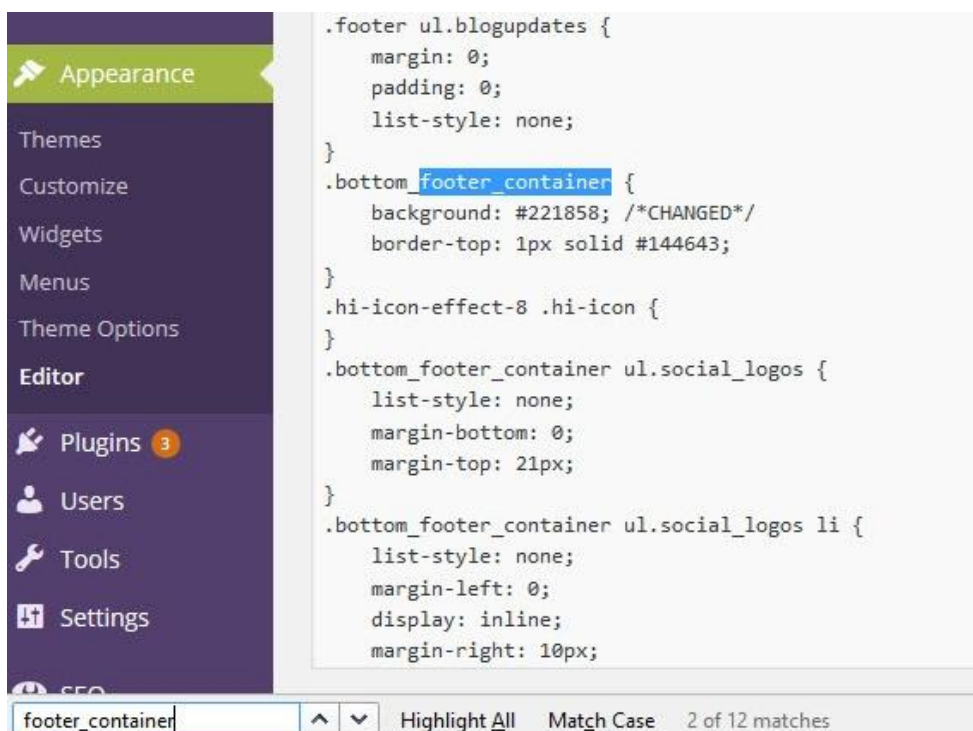 Appearance
Themes
Customize
Widgets
Menus
Theme Options
Editor
Plugins 3
Users
Tools
Settings
SEO
.footer ul.blogupdates {
margin: 0;
padding: 0;
list-style: none;
}
.bottom_footer_container {
background: #221858; /*CHANGED*/
border-top: 1px solid #144643;
}
.hi-icon-effect-8 .hi-icon {
}
.bottom_footer_container ul.social_logos {
list-style: none;
margin-bottom: 0;
margin-top: 21px;
}
.bottom_footer_container ul.social_logos li {
list-style: none;
margin-left: 0;
display: inline;
margin-right: 10px;
footer_container Highlight All Match Case 2 of 12 matches